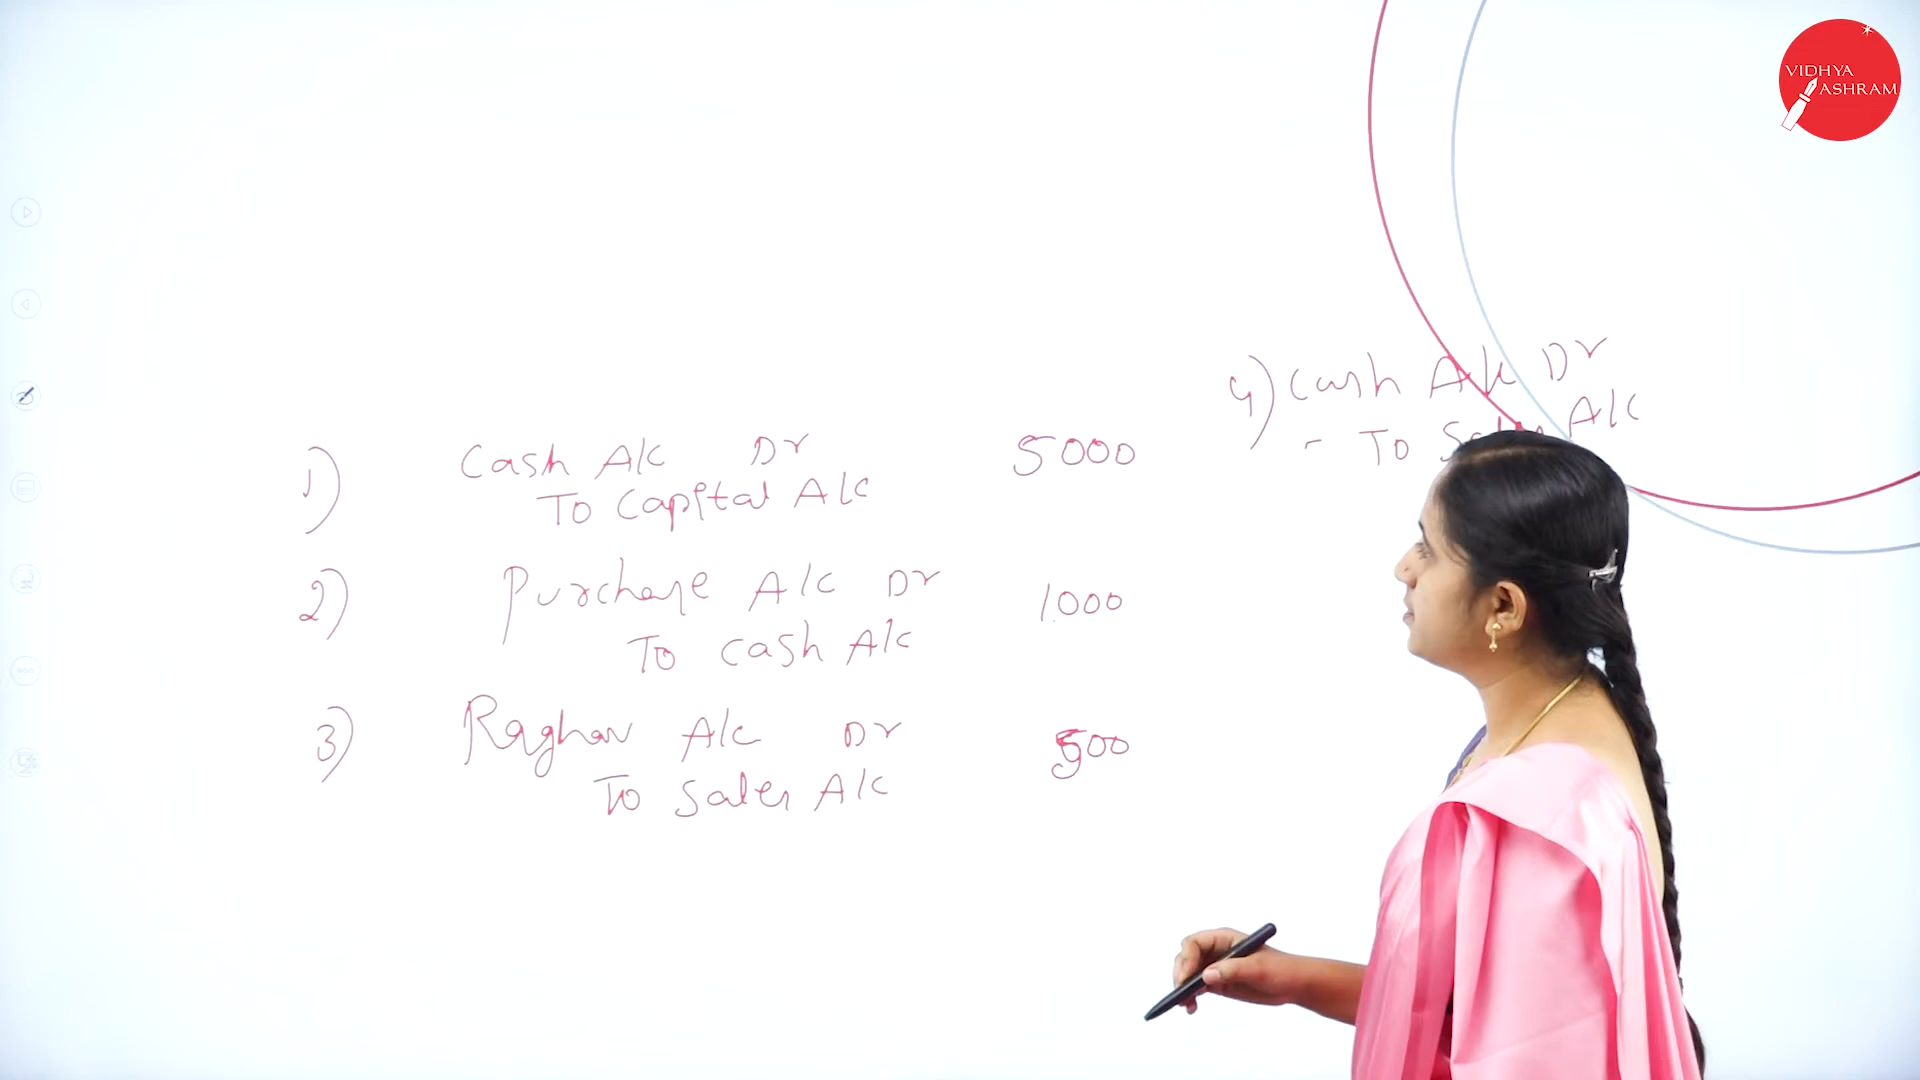 VIDHYA
ASHRAM
1) Cash A/c Dr 5000
To Capital A/c
2) Purchase A/c Dr 1000
To cash A/c
3) Raghav A/c Dr 500
To Sales A/c
4) Cash A/c Dr
- To Sales A/c